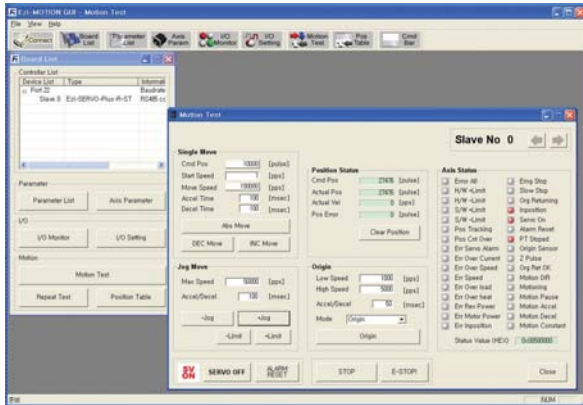 Ezi-MOTION GUI - Motion Test
File View Help
Connect Board List Parameter List Axis Param I/O Monitor I/O Setting Motion Test Pos Table Cmd Bar
Board List
Controller List
Device List Type Informati
Port 22 Baudrate
Slave 0 Ezi-SERVO-Plus-R-ST RS485 cc
Parameter
Parameter List Axis Parameter
I/O
I/O Monitor I/O Setting
Motion
Motion Test
Repeat Test Position Table
Motion Test
Slave No 0
Single Move
Cmd Pos 10000 [pulse]
Start Speed 1 [pps]
Move Speed 100000 [pps]
Accel Time 100 [msec]
Decel Time 100 [msec]
Abs Move
DEC Move INC Move
Jog Move
Max Speed 50000 [pps]
Accel/Decel 100 [msec]
-Jog +Jog
-Limit +Limit
Position Status
Cmd Pos [pulse]
Actual Pos [pulse]
Actual Vel 0 [pps]
Pos Error 0 [pulse]
Clear Position
Origin
Low Speed 1000 [pps]
High Speed 5000 [pps]
Accel/Decel 50 [msec]
Mode Origin
Origin
Axis Status
Error All
H/W +Limit
H/W -Limit
S/W +Limit
S/W -Limit
Pos Tracking
Pos Cnt Over
Err Servo Alarm
Err Over Current
Err Over Speed
Err Speed
Err Over load
Err Over heat
Err Rev Power
Err Motor Power
Err Inposition
Emg Stop
Slow Stop
Org Returning
Inposition
Servo On
Alarm Reset
PT Stoped
Origin Sensor
Z Pulse
Org Ret OK
Motion DIR
Motioning
Motion Pause
Motion Accel
Motion Decel
Motion Constant
Status Value (HEX)
SV ON SERVO OFF ALARM RESET STOP E-STOP! Close
NUM